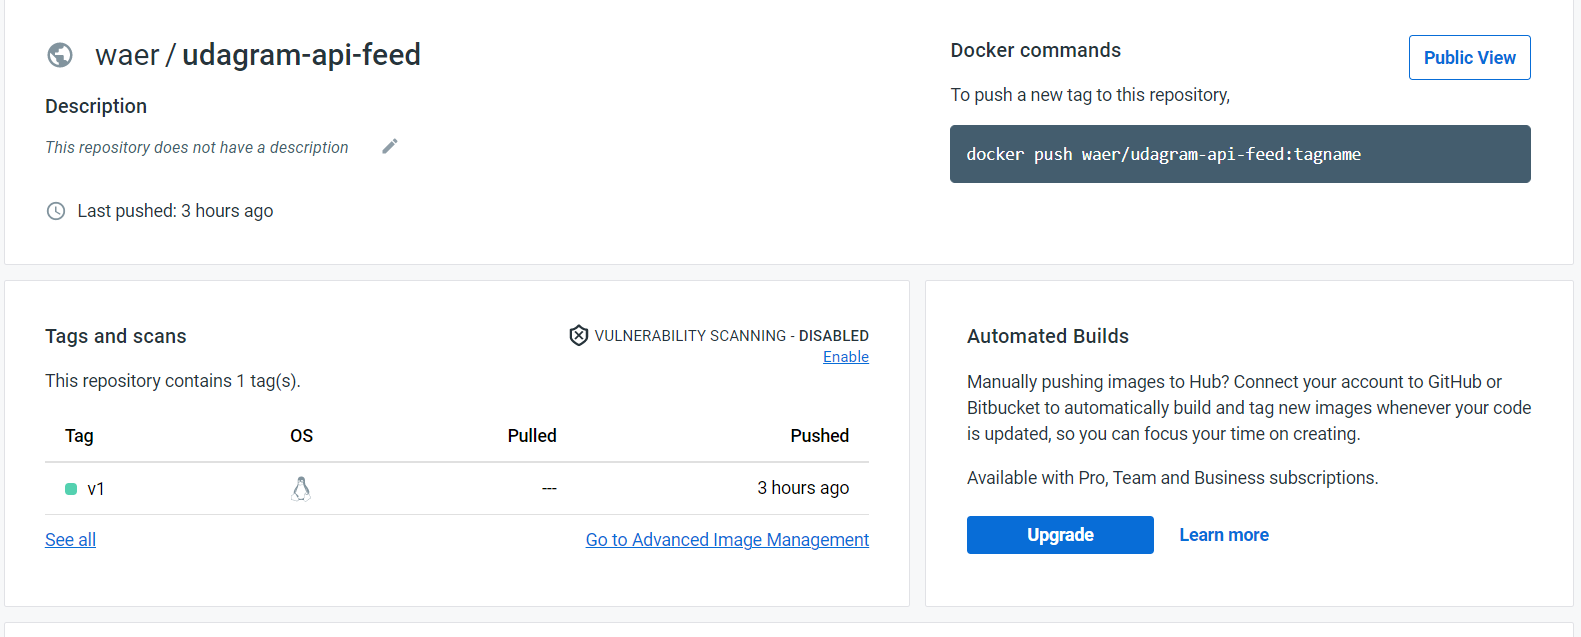 waer / udagram-api-feed
Description
This repository does not have a description
Last pushed: 3 hours ago
Docker commands
Public View
To push a new tag to this repository,
docker push waer/udagram-api-feed:tagname
Tags and scans
VULNERABILITY SCANNING - DISABLED
Enable
This repository contains 1 tag(s).
Tag OS Pulled Pushed
v1 --- 3 hours ago
See all Go to Advanced Image Management
Automated Builds
Manually pushing images to Hub? Connect your account to GitHub or
Bitbucket to automatically build and tag new images whenever your code
is updated, so you can focus your time on creating.
Available with Pro, Team and Business subscriptions.
Upgrade Learn more